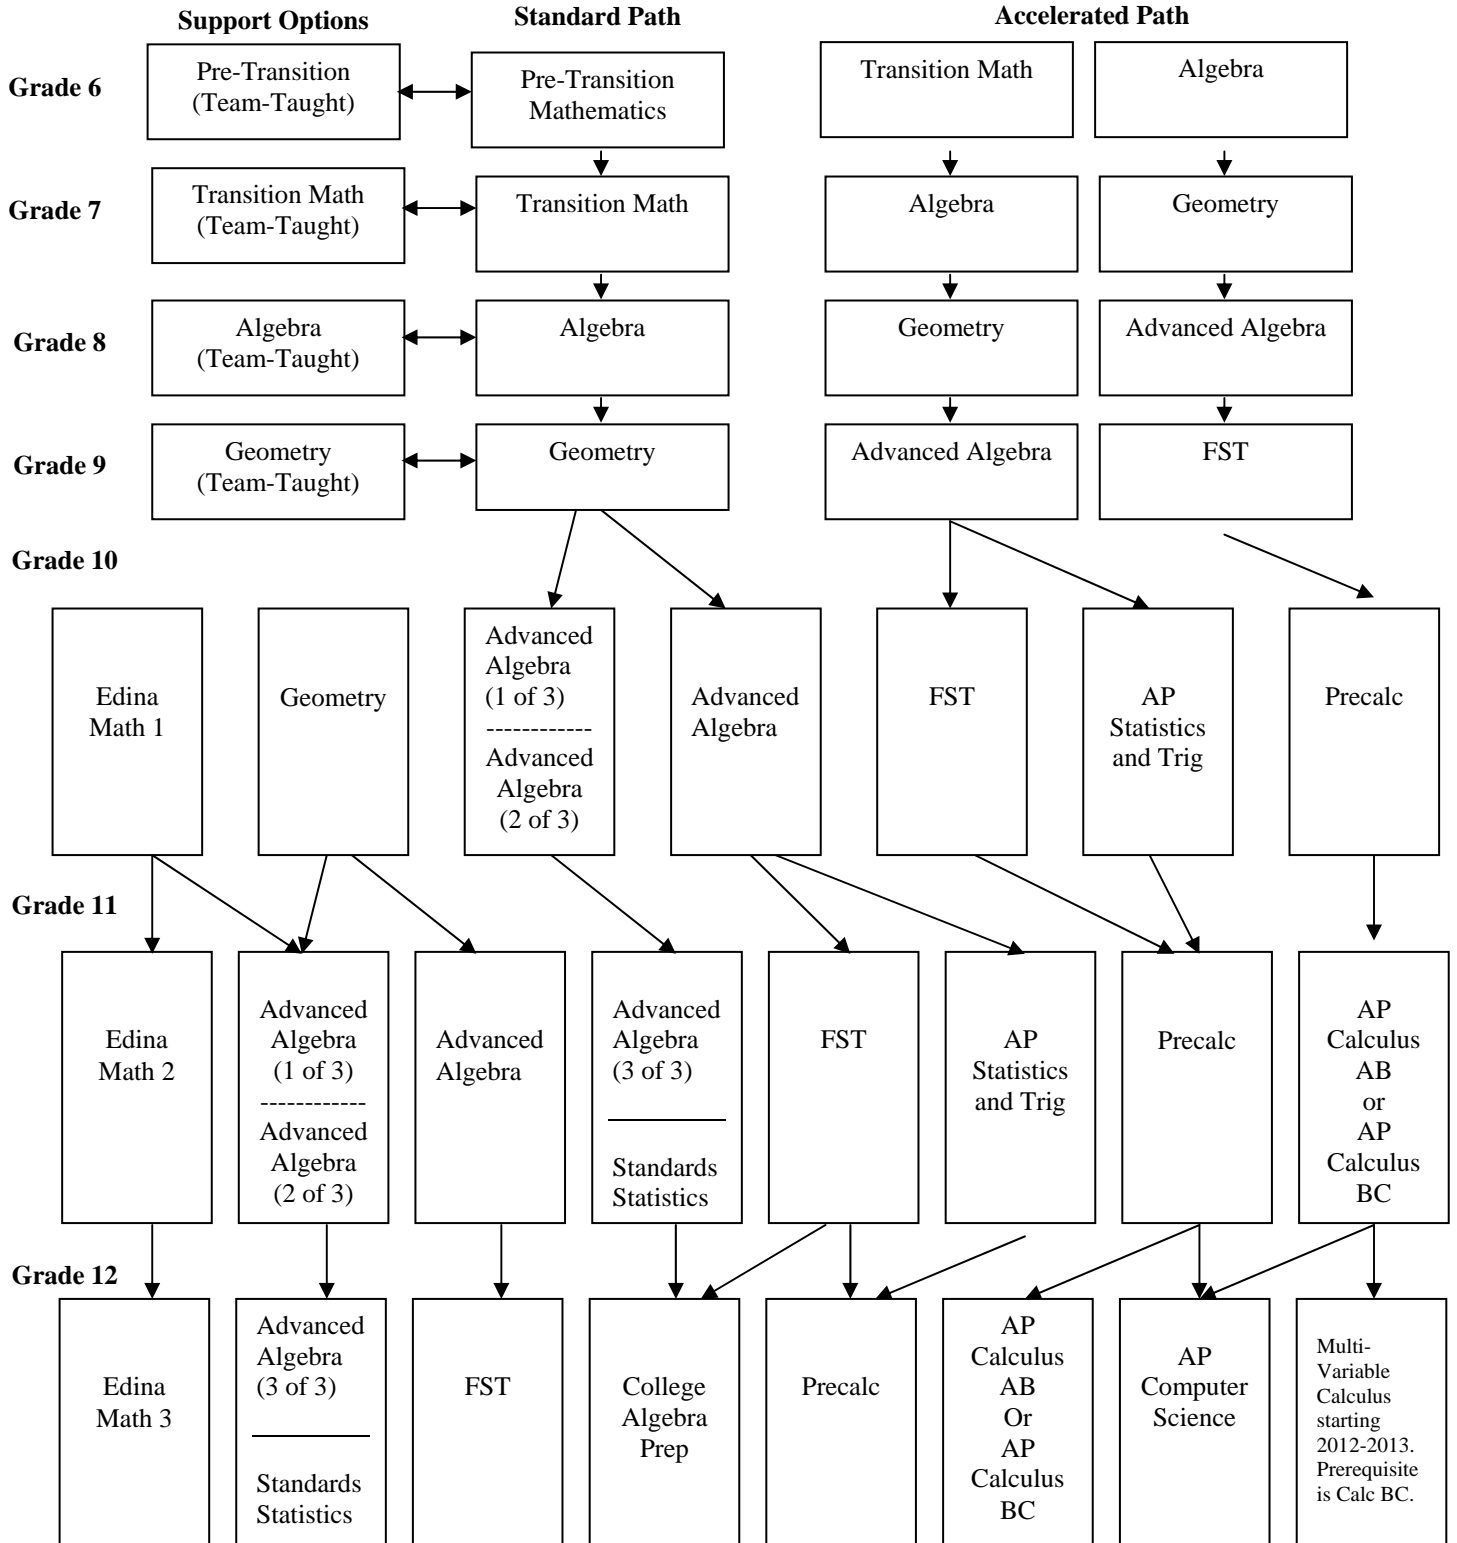 Support Options
Standard Path
Accelerated Path
Grade 6
Pre-Transition
(Team-Taught)
Pre-Transition
Mathematics
Transition Math
Algebra
Grade 7
Transition Math
(Team-Taught)
Transition Math
Algebra
Geometry
Grade 8
Algebra
(Team-Taught)
Algebra
Geometry
Advanced Algebra
Grade 9
Geometry
(Team-Taught)
Geometry
Advanced Algebra
FST
Grade 10
Edina
Math 1
Geometry
Advanced
Algebra
(1 of 3)
------------
Advanced
Algebra
(2 of 3)
Advanced
Algebra
FST
AP
Statistics
and Trig
Precalc
Grade 11
Edina
Math 2
Advanced
Algebra
(1 of 3)
------------
Advanced
Algebra
(2 of 3)
Advanced
Algebra
Advanced
Algebra
(3 of 3)
Standards
Statistics
FST
AP
Statistics
and Trig
Precalc
AP
Calculus
AB
or
AP
Calculus
BC
Grade 12
Edina
Math 3
Advanced
Algebra
(3 of 3)
Standards
Statistics
FST
College
Algebra
Prep
Precalc
AP
Calculus
AB
Or
AP
Calculus
BC
AP
Computer
Science
Multi-
Variable
Calculus
starting
2012-2013.
Prerequisite
is Calc BC.